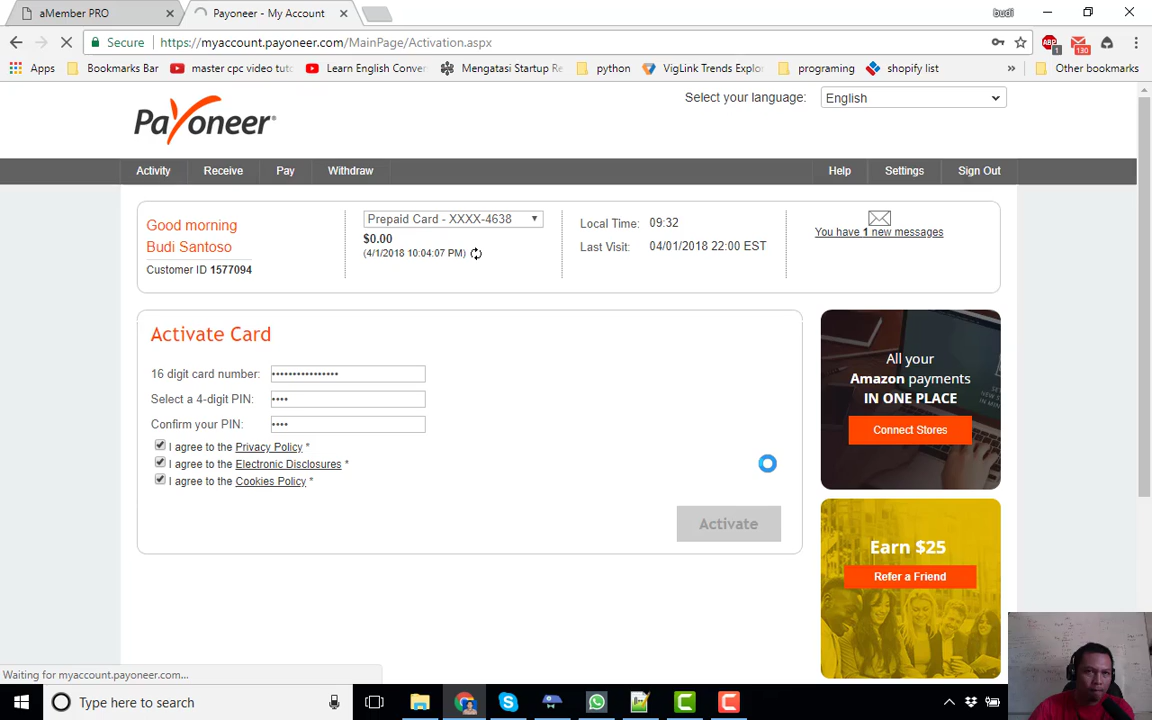 aMember PRO
Payoneer - My Account
budi
Secure
https://myaccount.payoneer.com/MainPage/Activation.aspx
ABP
1
130
Apps
Bookmarks Bar
master cpc video tuto
Learn English Conver
Mengatasi Startup Re
python
VigLink Trends Explo
programing
shopify list
»
Other bookmarks
Select your language:
English
Payoneer®
Activity
Receive
Pay
Withdraw
Help
Settings
Sign Out
Good morning
Budi Santoso
Customer ID 1577094
Prepaid Card - XXXX-4638
$0.00
(4/1/2018 10:04:07 PM)
Local Time: 09:32
Last Visit: 04/01/2018 22:00 EST
You have 1 new messages
Activate Card
16 digit card number: ••••••••••••••••
Select a 4-digit PIN: ••••
Confirm your PIN: ••••
I agree to the Privacy Policy *
I agree to the Electronic Disclosures *
I agree to the Cookies Policy *
Activate
All your
Amazon payments
IN ONE PLACE
Connect Stores
Earn $25
Refer a Friend
Waiting for myaccount.payoneer.com...
Type here to search